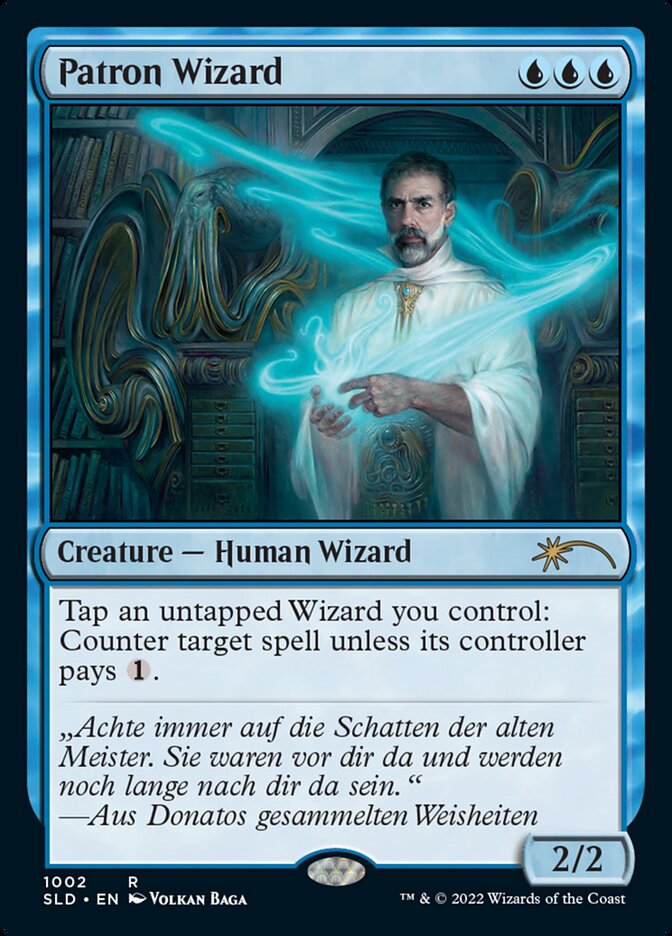 Patron Wizard
Creature — Human Wizard
Tap an untapped Wizard you control:
Counter target spell unless its controller
pays 1.
„Achte immer auf die Schatten der alten
Meister. Sie waren vor dir da und werden
noch lange nach dir da sein.“
—Aus Donatos gesammelten Weisheiten
2/2
1002 R
SLD • EN Volkan Baga
™ & © 2022 Wizards of the Coast